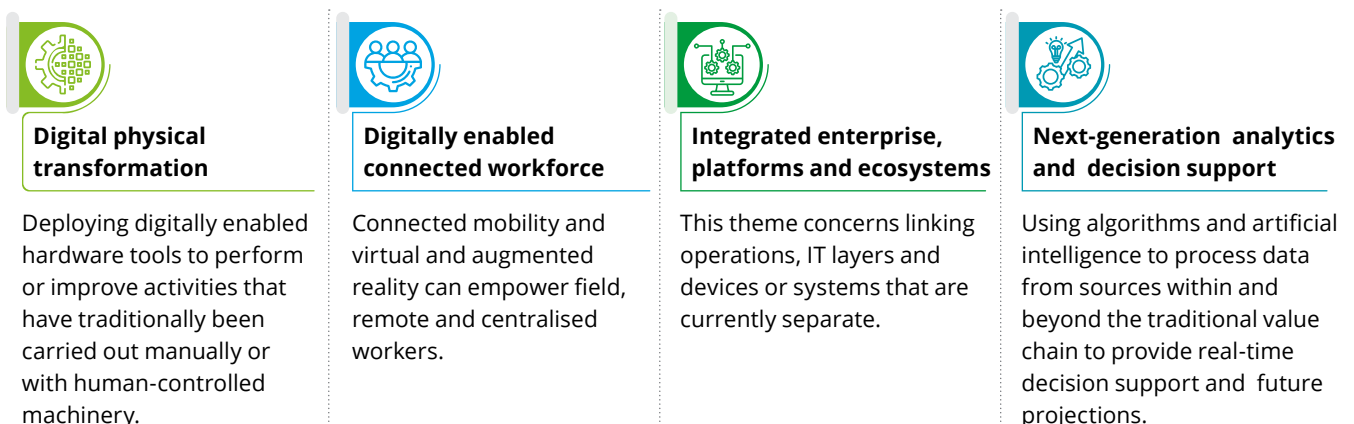 Digital physical
transformation
Deploying digitally enabled
hardware tools to perform
or improve activities that
have traditionally been
carried out manually or
with human-controlled
machinery.
Digitally enabled
connected workforce
Connected mobility and
virtual and augmented
reality can empower field,
remote and centralised
workers.
Integrated enterprise,
platforms and ecosystems
This theme concerns linking
operations, IT layers and
devices or systems that are
currently separate.
Next-generation analytics
and decision support
Using algorithms and artificial
intelligence to process data
from sources within and
beyond the traditional value
chain to provide real-time
decision support and future
projections.